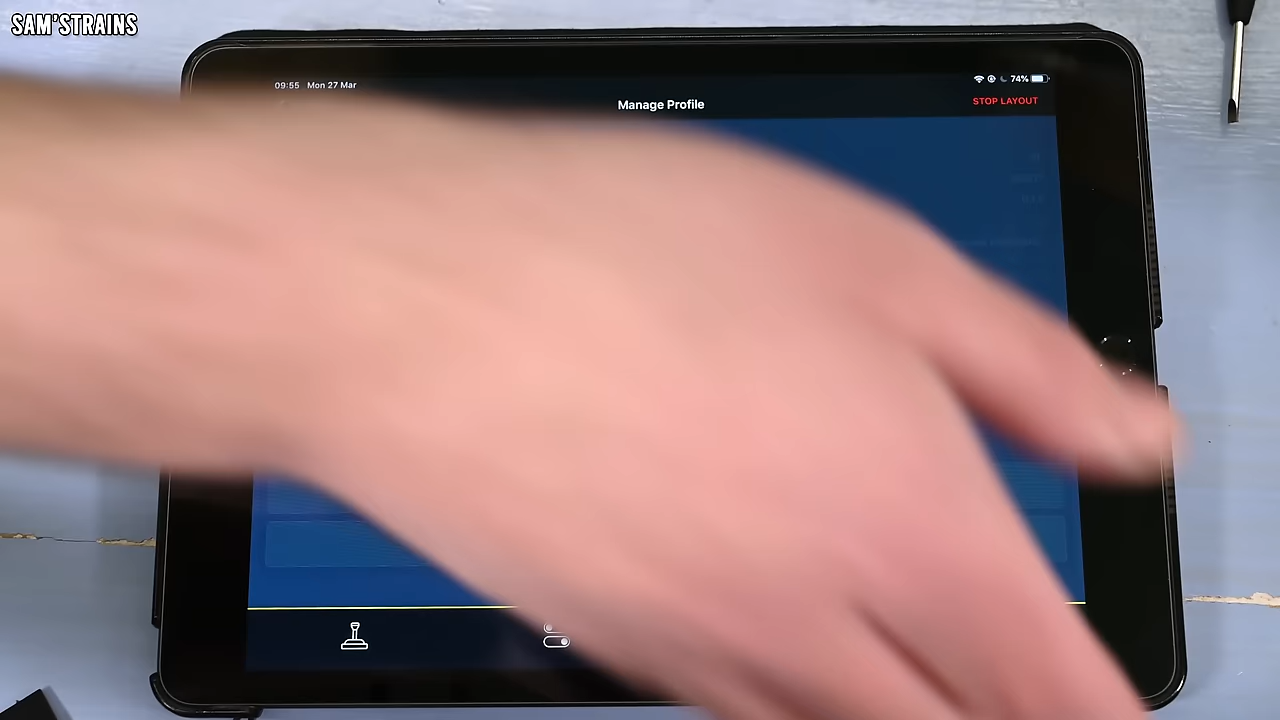 SAM'STRAINS
09:55 Mon 27 Mar
74%
Manage Profile
STOP LAYOUT